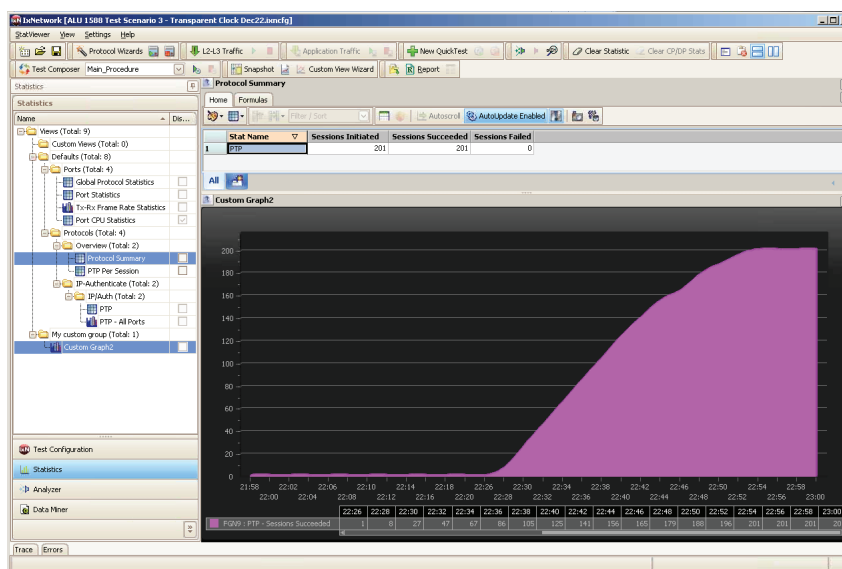 IxNetwork [ALU 1588 Test Scenario 3 - Transparent Clock Dec22.ixncfg]
StatViewer View Settings Help
Protocol Wizards L2-L3 Traffic Application Traffic New QuickTest Clear Statistic Clear CP/DP Stats
Test Composer Main_Procedure Snapshot Custom View Wizard Report
Statistics
Statistics
Name Dis...
Views (Total: 9)
Custom Views (Total: 0)
Defaults (Total: 8)
Ports (Total: 4)
Global Protocol Statistics
Port Statistics
Tx-Rx Frame Rate Statistics
Port CPU Statistics
Protocols (Total: 4)
Overview (Total: 2)
Protocol Summary
PTP Per Session
IP-Authenticate (Total: 2)
IP/Auth (Total: 2)
PTP
PTP - All Ports
My custom group (Total: 1)
Custom Graph2
Test Configuration
Statistics
Analyzer
Data Miner
Protocol Summary
Home Formulas
Filter / Sort Autoscroll AutoUpdate Enabled
Stat Name Sessions Initiated Sessions Succeeded Sessions Failed
1 PTP 201 201 0
All
Custom Graph2
200
180
160
140
120
100
80
60
40
20
0
21:58 22:02 22:06 22:10 22:14 22:18 22:22 22:26 22:30 22:34 22:38 22:42 22:46 22:50 22:54 22:58
22:00 22:04 22:08 22:12 22:16 22:20 22:24 22:28 22:32 22:36 22:40 22:44 22:48 22:52 22:56 23:00
22:26 22:28 22:30 22:32 22:34 22:36 22:38 22:40 22:42 22:44 22:46 22:48 22:50 22:52 22:54 22:56 22:58 23:00
FGN9 : PTP - Sessions Succeeded 1 8 27 47 67 86 105 125 141 156 165 179 188 196 201 201 201 20
Trace Errors